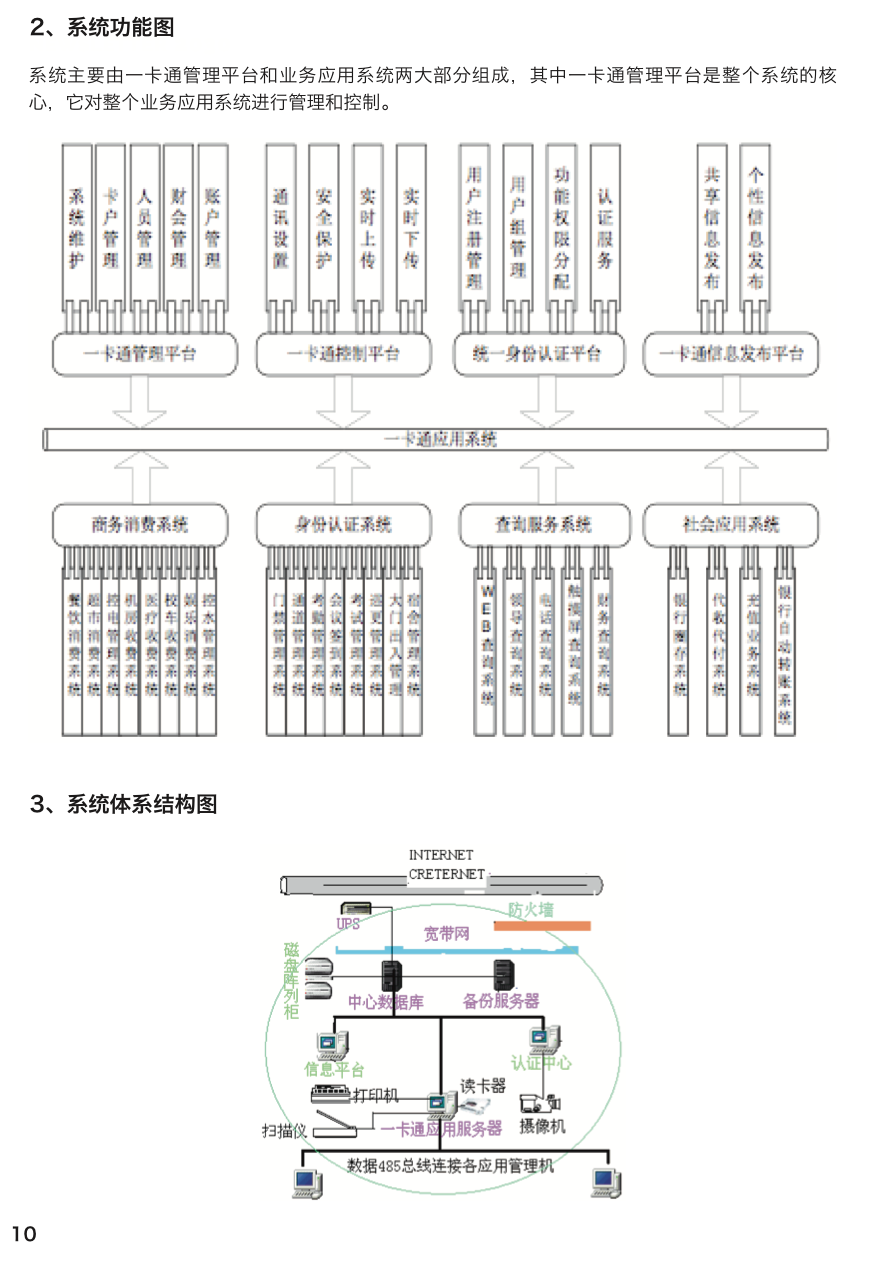 2、系统功能图
系统主要由一卡通管理平台和业务应用系统两大部分组成，其中一卡通管理平台是整个系统的核
心，它对整个业务应用系统进行管理和控制。
系统维护
卡户管理
人员管理
财会管理
账户管理
通讯设置
安全保护
实时上传
实时下传
用户注册管理
用户组管理
功能权限分配
认证服务
共享信息发布
个性信息发布
一卡通管理平台
一卡通控制平台
统一身份认证平台
一卡通信息发布平台
一卡通应用系统
商务消费系统
身份认证系统
查询服务系统
社会应用系统
餐饮消费系统
超市消费系统
控电管理系统
机房收费系统
医疗收费系统
校车收费系统
娱乐消费系统
控水管理系统
门禁管理系统
通道管理系统
考勤管理系统
会议签到系统
考试管理系统
巡更管理系统
大门出入管理
宿舍管理系统
WEB查询系统
领导查询系统
电话查询系统
触摸屏查询系统
财务查询系统
银行圈存系统
代收代付系统
充值业务系统
银行自动转账系统
3、系统体系结构图
INTERNET
CRETERNET
防火墙
UPS
宽带网
磁盘阵列柜
中心数据库
备份服务器
信息平台
认证中心
打印机
读卡器
扫描仪
一卡通应用服务器
摄像机
数据485总线连接各应用管理机
10